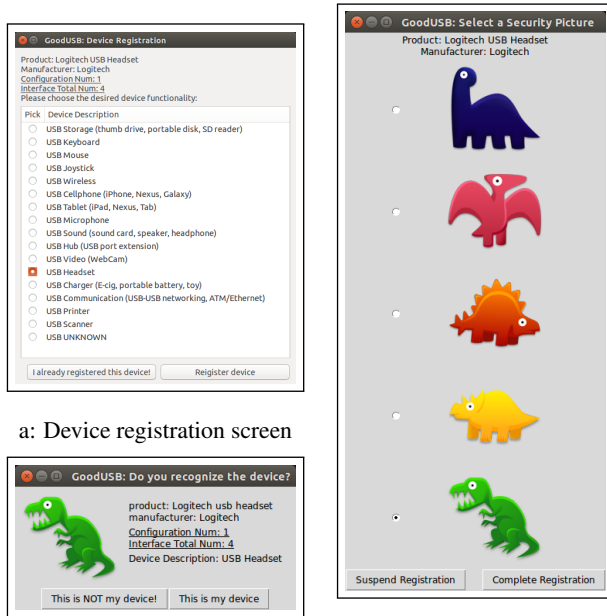 GoodUSB: Device Registration
Product: Logitech USB Headset
Manufacturer: Logitech
Configuration Num: 1
Interface Total Num: 4
Please choose the desired device functionality:
Pick Device Description
USB Storage (thumb drive, portable disk, SD reader)
USB Keyboard
USB Mouse
USB Joystick
USB Wireless
USB Cellphone (iPhone, Nexus, Galaxy)
USB Tablet (iPad, Nexus, Tab)
USB Microphone
USB Sound (sound card, speaker, headphone)
USB Hub (USB port extension)
USB Video (WebCam)
USB Headset
USB Charger (E-cig, portable battery, toy)
USB Communication (USB-USB networking, ATM/Ethernet)
USB Printer
USB Scanner
USB UNKNOWN
I already registered this device! Reigister device
a: Device registration screen
GoodUSB: Do you recognize the device?
product: Logitech usb headset
manufacturer: Logitech
Configuration Num: 1
Interface Total Num: 4
Device Description: USB Headset
This is NOT my device! This is my device
GoodUSB: Select a Security Picture
Product: Logitech USB Headset
Manufacturer: Logitech
Suspend Registration Complete Registration